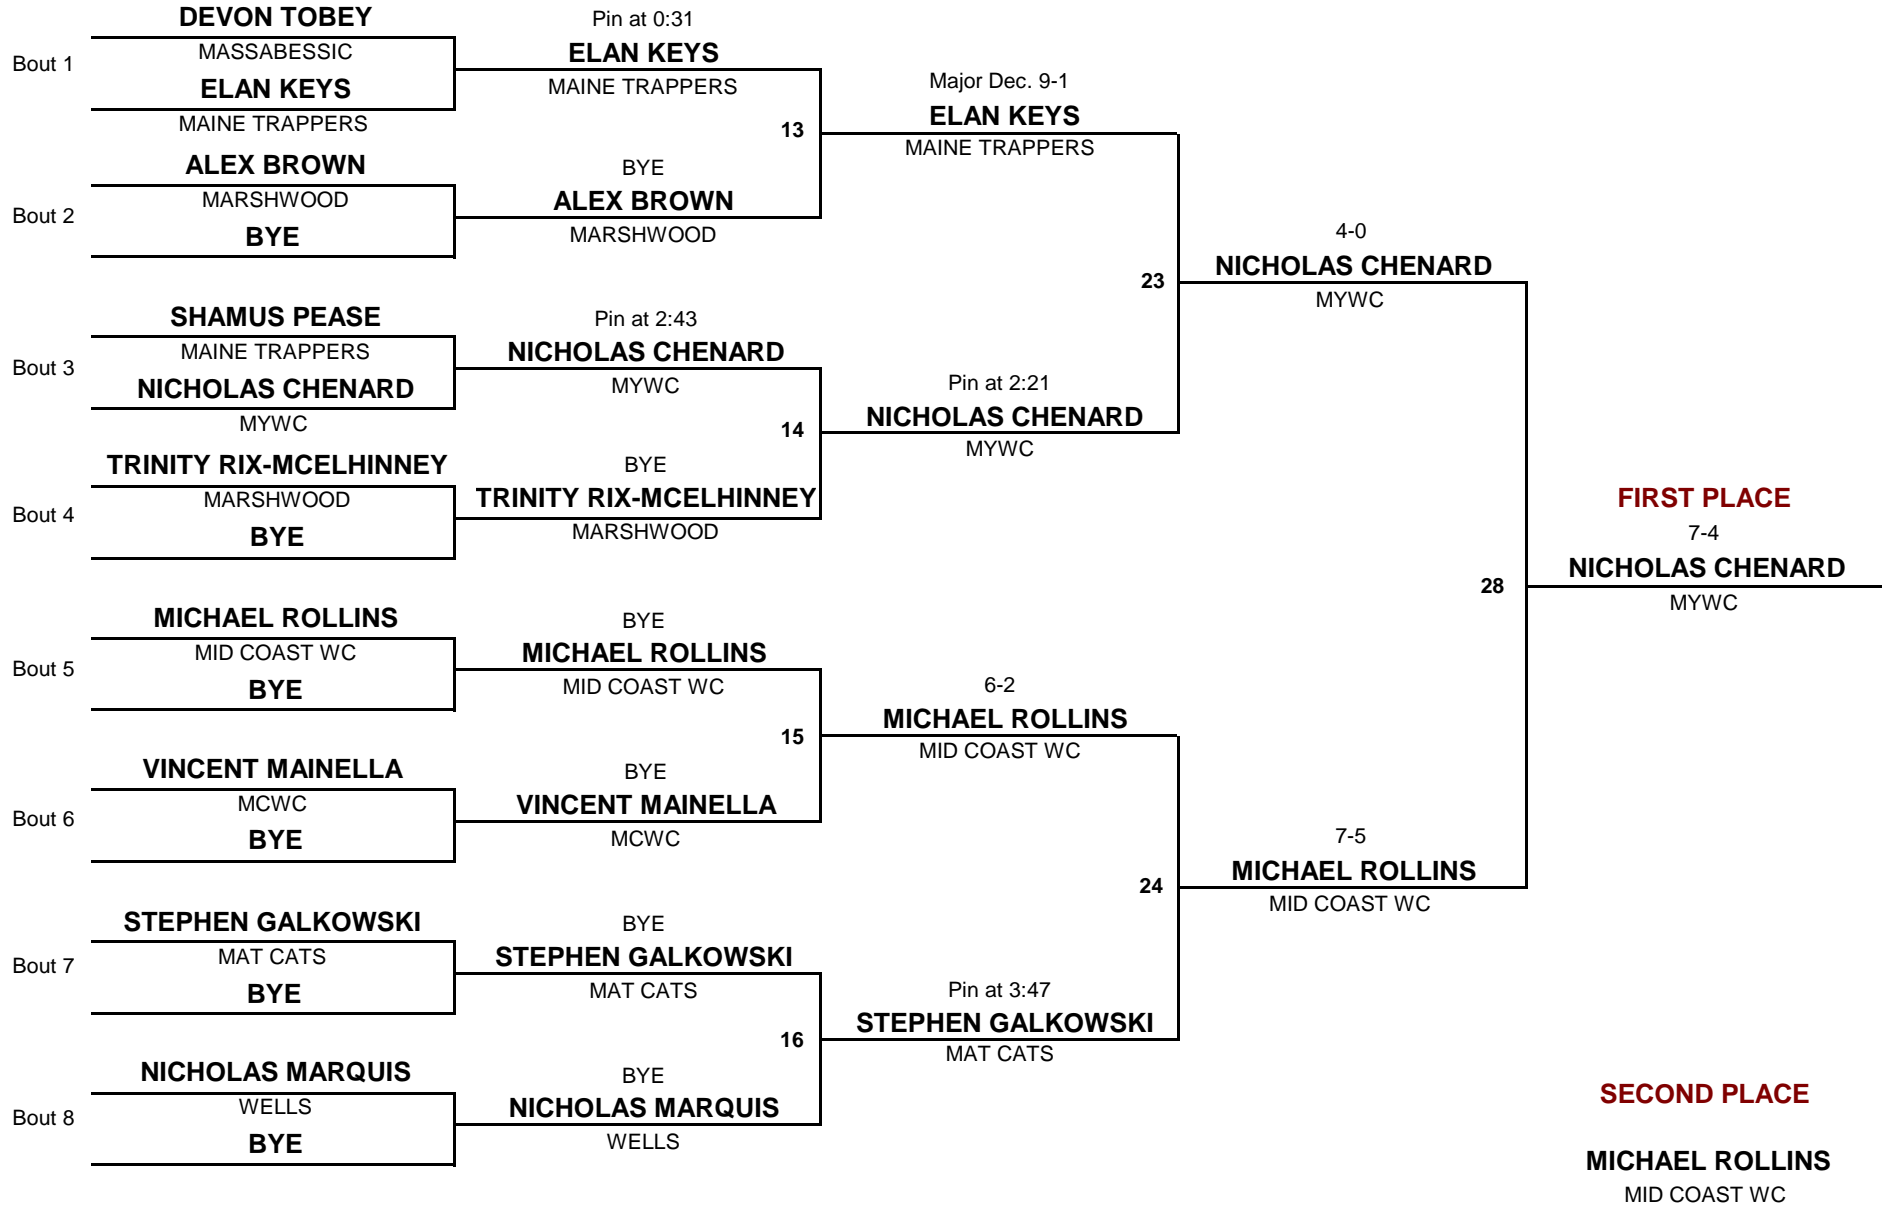 DEVON TOBEY
Bout 1
MASSABESSIC
ELAN KEYS
MAINE TRAPPERS
ALEX BROWN
Bout 2
MARSHWOOD
BYE
SHAMUS PEASE
Bout 3
MAINE TRAPPERS
NICHOLAS CHENARD
MYWC
TRINITY RIX-MCELHINNEY
Bout 4
MARSHWOOD
BYE
MICHAEL ROLLINS
Bout 5
MID COAST WC
BYE
VINCENT MAINELLA
Bout 6
MCWC
BYE
STEPHEN GALKOWSKI
Bout 7
MAT CATS
BYE
NICHOLAS MARQUIS
Bout 8
WELLS
BYE
Pin at 0:31
ELAN KEYS
MAINE TRAPPERS
13
BYE
ALEX BROWN
MARSHWOOD
Pin at 2:43
NICHOLAS CHENARD
MYWC
14
BYE
TRINITY RIX-MCELHINNEY
MARSHWOOD
BYE
MICHAEL ROLLINS
MID COAST WC
15
BYE
VINCENT MAINELLA
MCWC
BYE
STEPHEN GALKOWSKI
MAT CATS
16
BYE
NICHOLAS MARQUIS
WELLS
Major Dec. 9-1
ELAN KEYS
MAINE TRAPPERS
23
Pin at 2:21
NICHOLAS CHENARD
MYWC
6-2
MICHAEL ROLLINS
MID COAST WC
24
Pin at 3:47
STEPHEN GALKOWSKI
MAT CATS
4-0
NICHOLAS CHENARD
MYWC
28
7-5
MICHAEL ROLLINS
MID COAST WC
FIRST PLACE
7-4
NICHOLAS CHENARD
MYWC
SECOND PLACE
MICHAEL ROLLINS
MID COAST WC